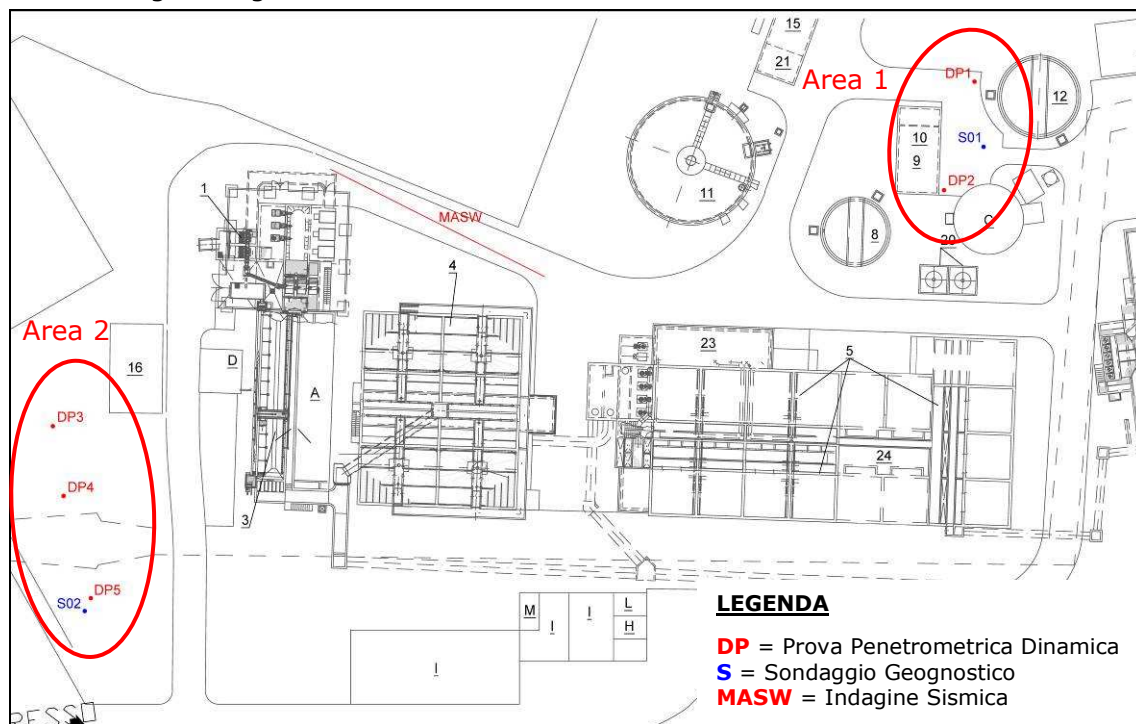 15
21
Area 1
DP1
12
10
S01
9
DP2
11
1
MASW
8
C
20
4
Area 2
16
D
23
5
A
DP3
24
DP4
3
DP5
S02
M
I
I
L
H
I
LEGENDA
DP = Prova Penetrometrica Dinamica
S = Sondaggio Geognostico
MASW = Indagine Sismica